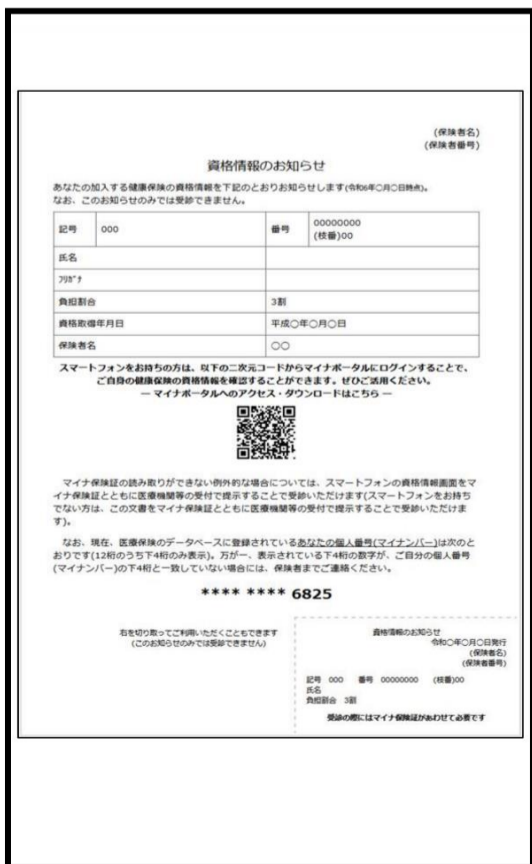 (保険者名)
(保険者番号)
資格情報のお知らせ
あなたの加入する健康保険の資格情報を下記のとおりお知らせします(令和6年〇月〇日時点)。
なお、このお知らせのみでは受診できません。
記号 000 番号 00000000
(枝番)00
氏名
フリガナ
負担割合 3割
資格取得年月日 平成〇年〇月〇日
保険者名 〇〇
スマートフォンをお持ちの方は、以下の二次元コードからマイナポータルにログインすることで、
ご自身の健康保険の資格情報を確認することができます。ぜひご活用ください。
ー マイナポータルへのアクセス・ダウンロードはこちら ー
マイナ保険証の読み取りができない例外的な場合については、スマートフォンの資格情報画面をマ
イナ保険証とともに医療機関等の受付で提示することで受診いただけます(スマートフォンをお持ち
でない方は、この文書をマイナ保険証とともに医療機関等の受付で提示することで受診いただけま
す)。
なお、現在、医療保険のデータベースに登録されているあなたの個人番号(マイナンバー)は次のと
おりです(12桁のうち下4桁のみ表示)。万が一、表示されている下4桁の数字が、ご自分の個人番号
(マイナンバー)の下4桁と一致していない場合には、保険者までご連絡ください。
**** **** 6825
右を切り取ってご利用いただくこともできます
(このお知らせのみでは受診できません)
資格情報のお知らせ
令和〇年〇月〇日発行
(保険者名)
(保険者番号)
記号 000 番号 00000000 (枝番)00
氏名
負担割合 3割
受診の際にはマイナ保険証があわせて必要です